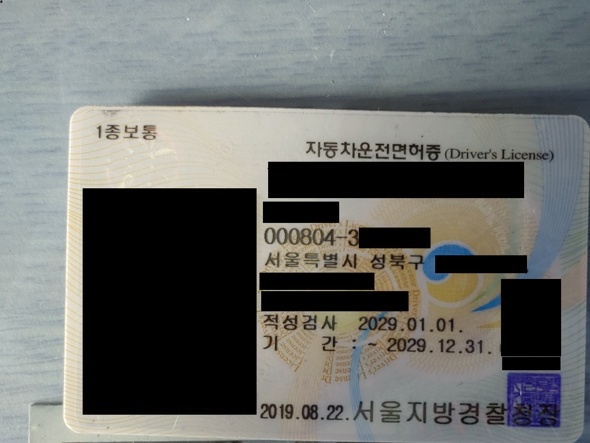 1종보통
자동차운전면허증 (Driver's License)
000804-3
서울특별시 성북구
적성검사 2029.01.01.
기 간 : ~ 2029.12.31.
2019.08.22. 서울지방경찰청장